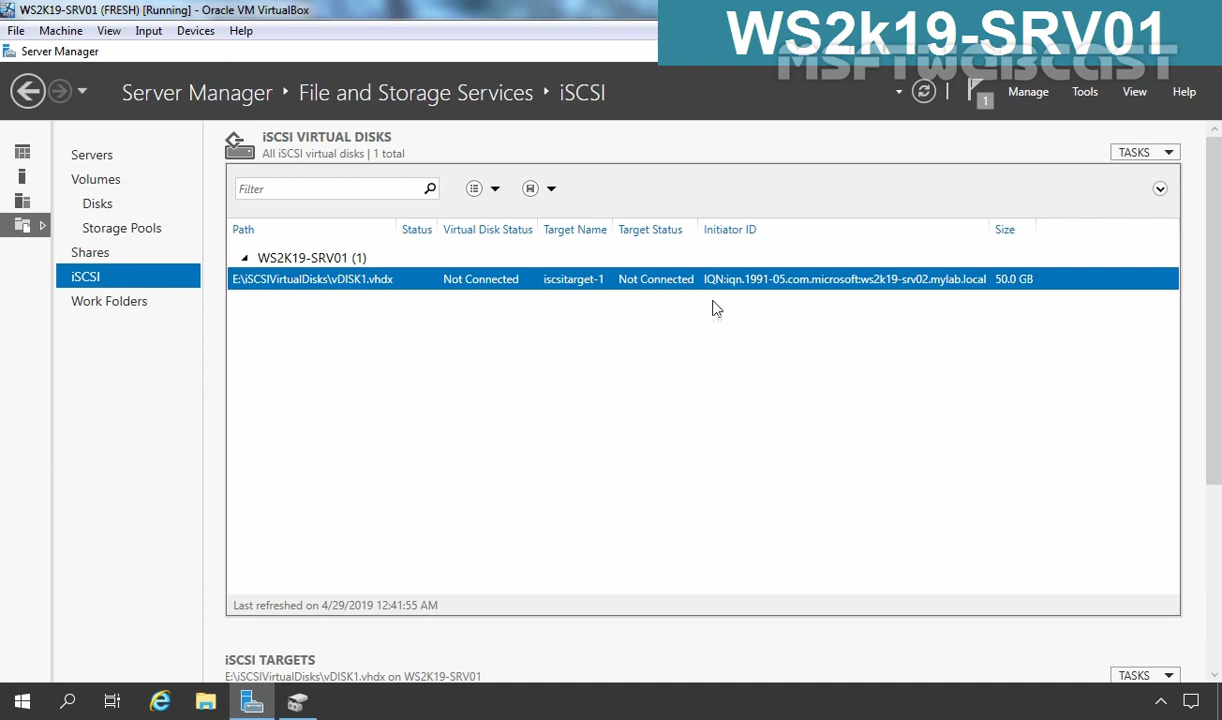 WS2K19-SRV01 (FRESH) [Running] - Oracle VM VirtualBox
WS2k19-SRV01
MSFTWEBCAST
File Machine View Input Devices Help
Server Manager
Server Manager File and Storage Services iSCSI
1 Manage Tools View Help
Servers
Volumes
Disks
Storage Pools
Shares
iSCSI
Work Folders
iSCSI VIRTUAL DISKS
All iSCSI virtual disks | 1 total
TASKS
Filter
Path Status Virtual Disk Status Target Name Target Status Initiator ID Size
WS2K19-SRV01 (1)
E:\iSCSIVirtualDisks\vDISK1.vhdx Not Connected iscsitarget-1 Not Connected IQN:iqn.1991-05.com.microsoft:ws2k19-srv02.mylab.local 50.0 GB
Last refreshed on 4/29/2019 12:41:55 AM
iSCSI TARGETS
E:\iSCSIVirtualDisks\vDISK1.vhdx on WS2K19-SRV01
TASKS